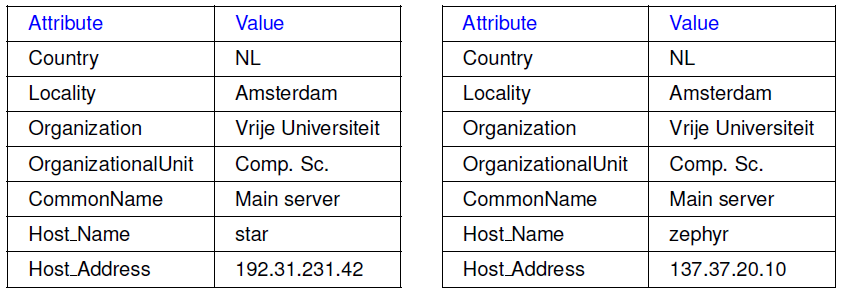 Attribute Value
Country NL
Locality Amsterdam
Organization Vrije Universiteit
OrganizationalUnit Comp. Sc.
CommonName Main server
Host_Name star
Host_Address 192.31.231.42
Attribute Value
Country NL
Locality Amsterdam
Organization Vrije Universiteit
OrganizationalUnit Comp. Sc.
CommonName Main server
Host_Name zephyr
Host_Address 137.37.20.10